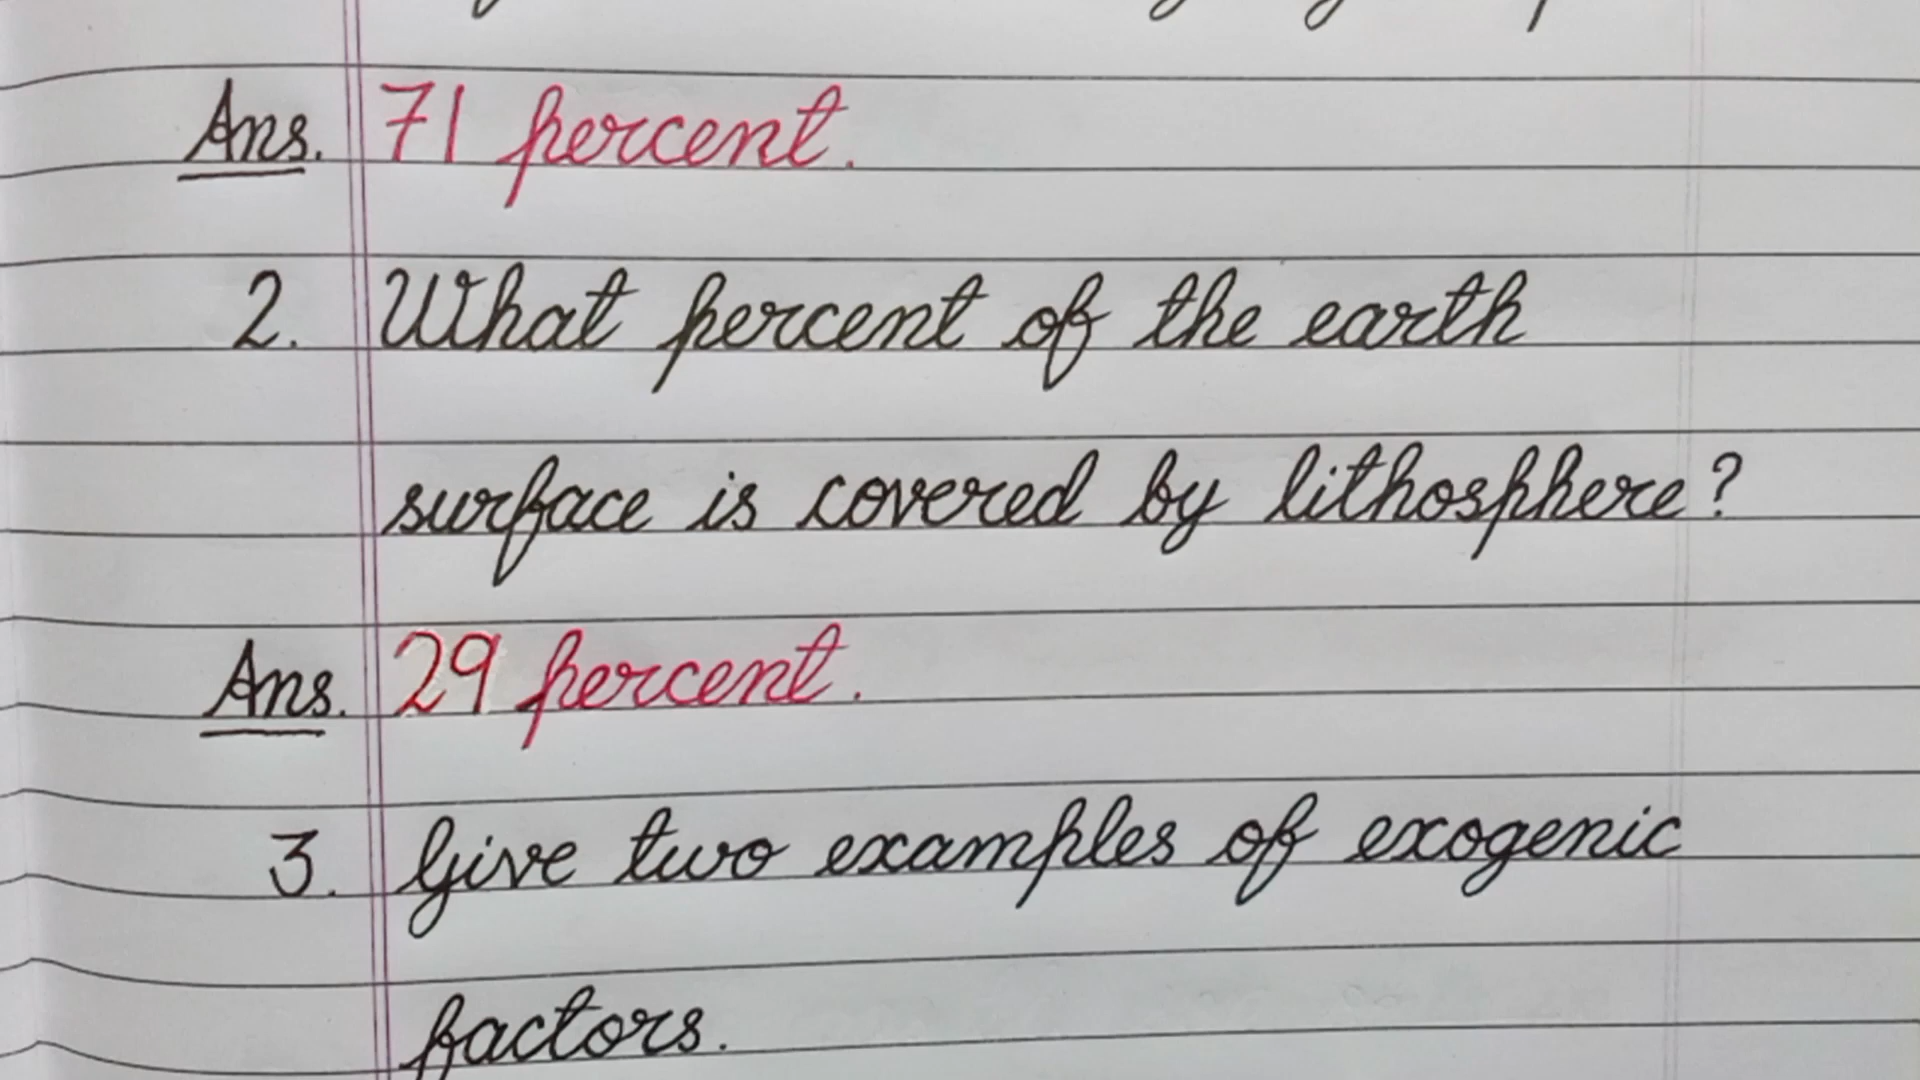 Ans. 71 percent.
2. What percent of the earth
surface is covered by lithosphere?
Ans. 29 percent.
3. Give two examples of exogenic
factors.